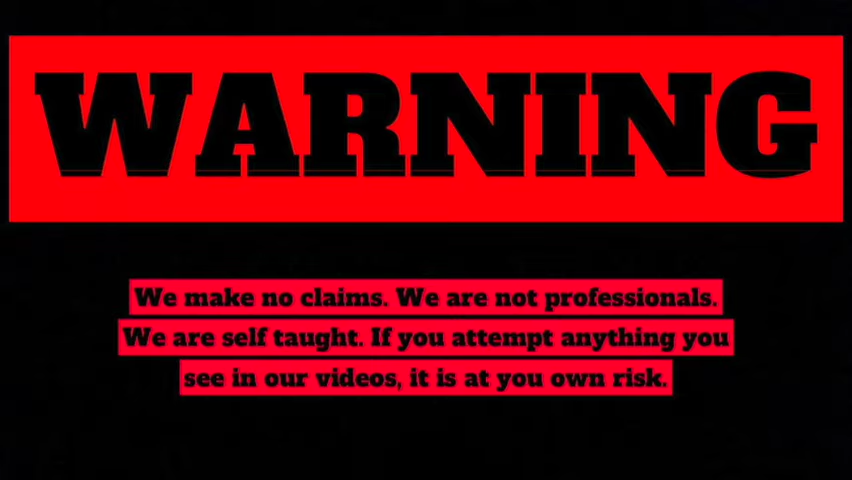 WARNING
We make no claims. We are not professionals.
We are self taught. If you attempt anything you
see in our videos, it is at you own risk.